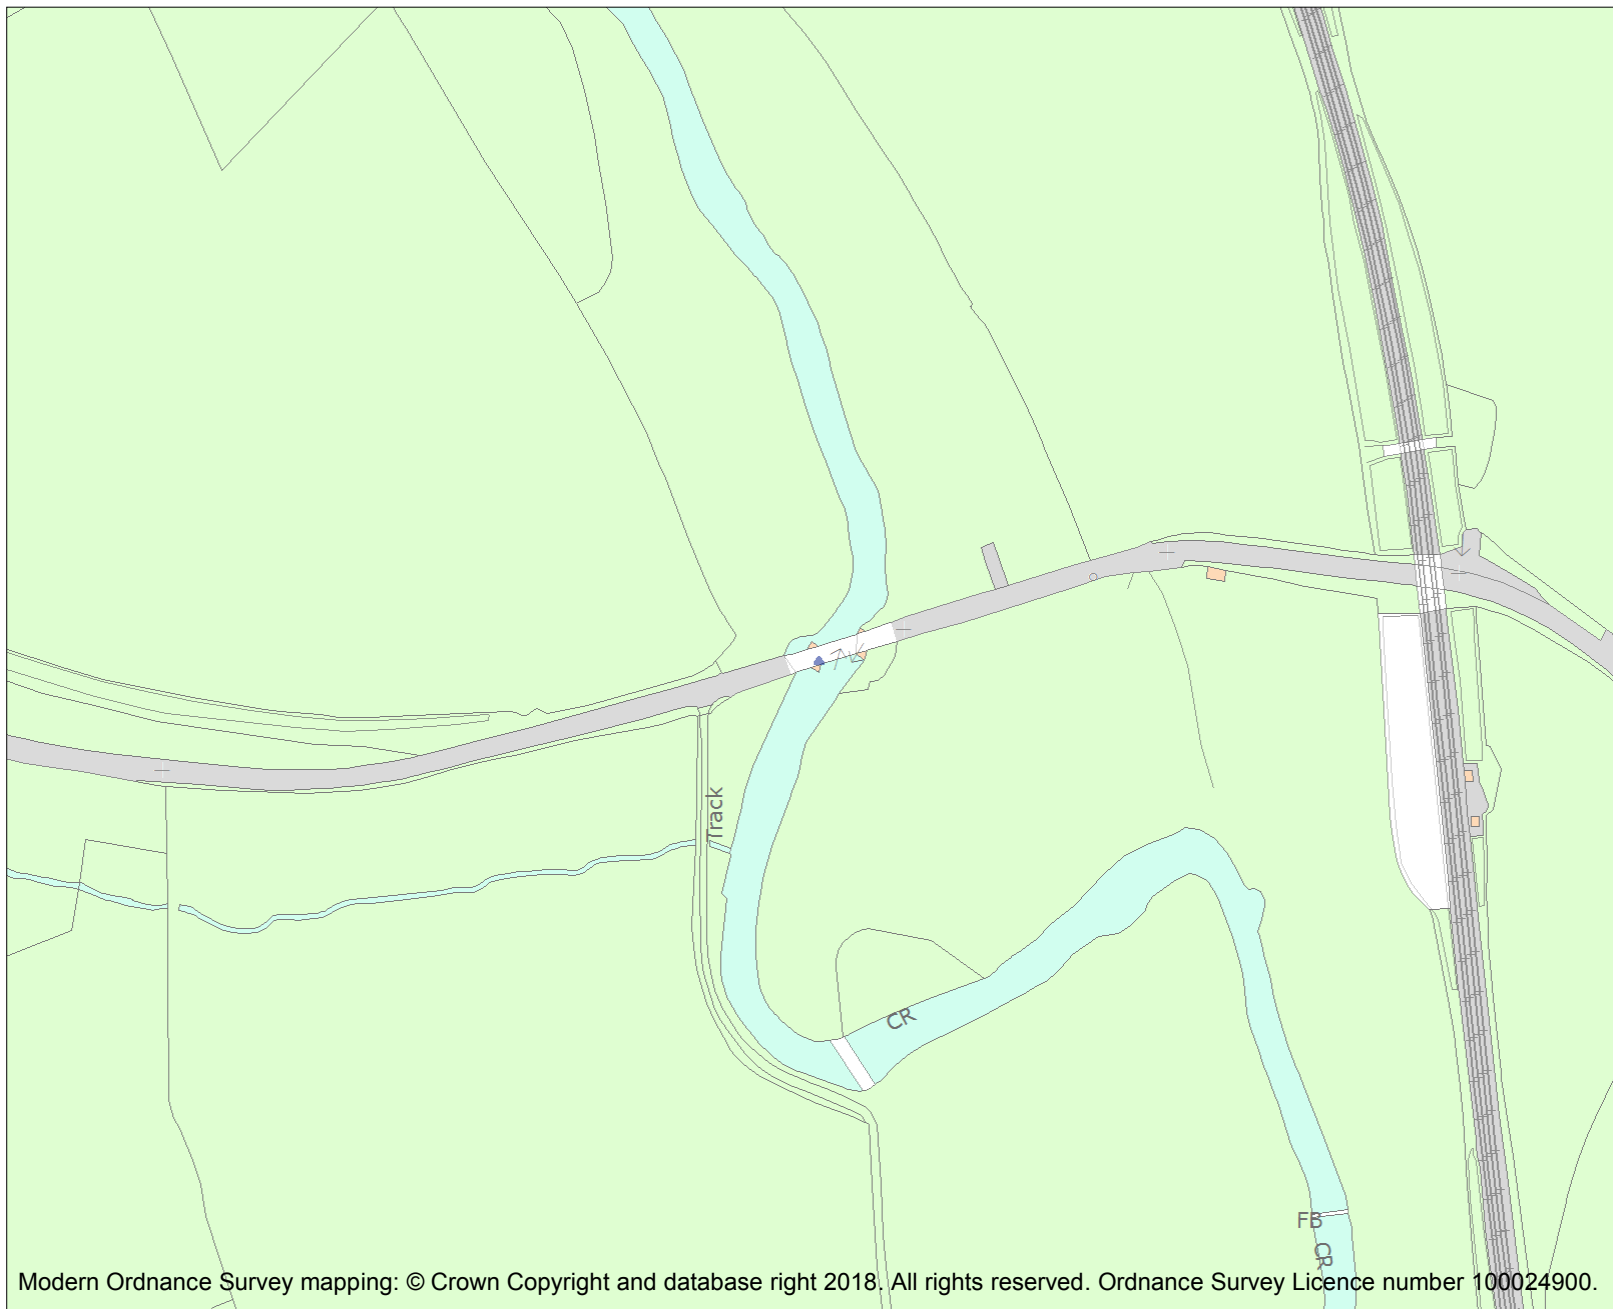 Track
CR
FB
CR
Modern Ordnance Survey mapping: © Crown Copyright and database right 2018. All rights reserved. Ordnance Survey Licence number 100024900.